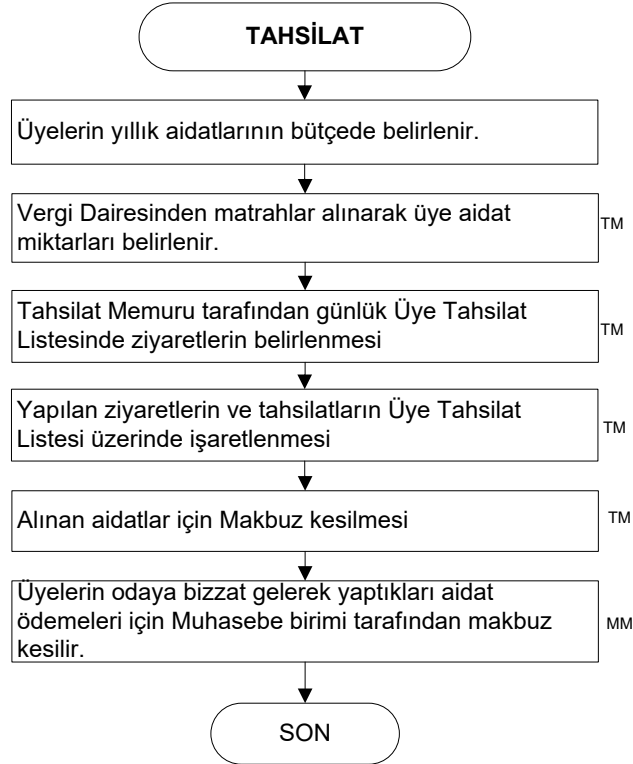 TAHSİLAT
Üyelerin yıllık aidatlarının bütçede belirlenir.
Vergi Dairesinden matrahlar alınarak üye aidat
miktarları belirlenir.
TM
Tahsilat Memuru tarafından günlük Üye Tahsilat
Listesinde ziyaretlerin belirlenmesi
TM
Yapılan ziyaretlerin ve tahsilatların Üye Tahsilat
Listesi üzerinde işaretlenmesi
TM
Alınan aidatlar için Makbuz kesilmesi
TM
Üyelerin odaya bizzat gelerek yaptıkları aidat
ödemeleri için Muhasebe birimi tarafından makbuz
kesilir.
MM
SON